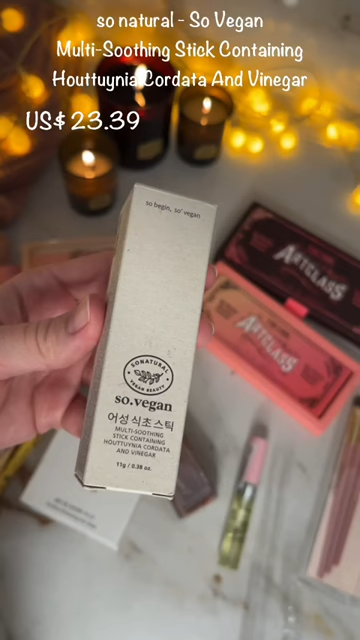 so natural - So Vegan
Multi-Soothing Stick Containing
Houttuynia Cordata And Vinegar
US$ 23.39
so begin, so' vegan
SONATURAL
VEGAN BEAUTY
so.vegan
어성식초스틱
MULTI-SOOTHING
STICK CONTAINING
HOUTTUYNIA CORDATA
AND VINEGAR
11g / 0.38 oz.
ARTCLASS
ARTCLASS